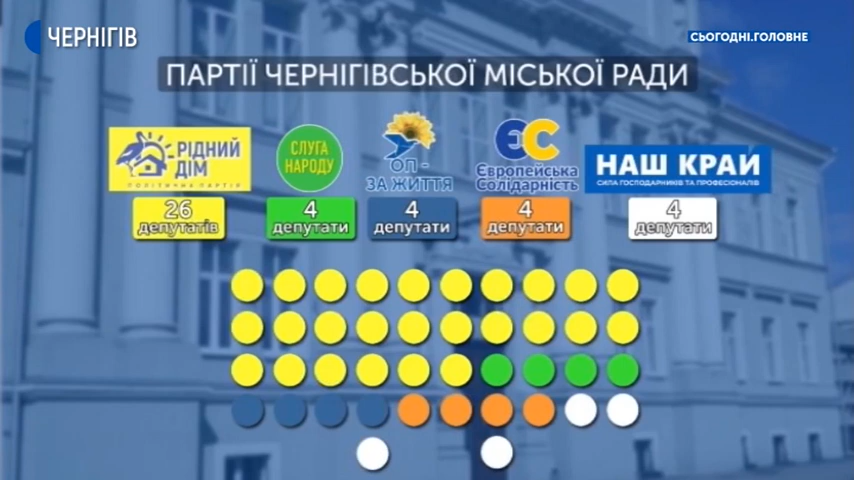 ЧЕРНІГІВ
СЬОГОДНІ.ГОЛОВНЕ
ПАРТІЇ ЧЕРНІГІВСЬКОЇ МІСЬКОЇ РАДИ
РІДНИЙ
ДІМ
ПОЛІТИЧНА ПАРТІЯ
СЛУГА
НАРОДУ
ОП -
ЗА ЖИТТЯ
ЄС
Європейська
Солідарність
НАШ КРАЙ
СИЛА ГОСПОДАРНИКІВ ТА ПРОФЕСІОНАЛІВ
26
депутатів
4
депутати
4
депутати
4
депутати
4
депутати